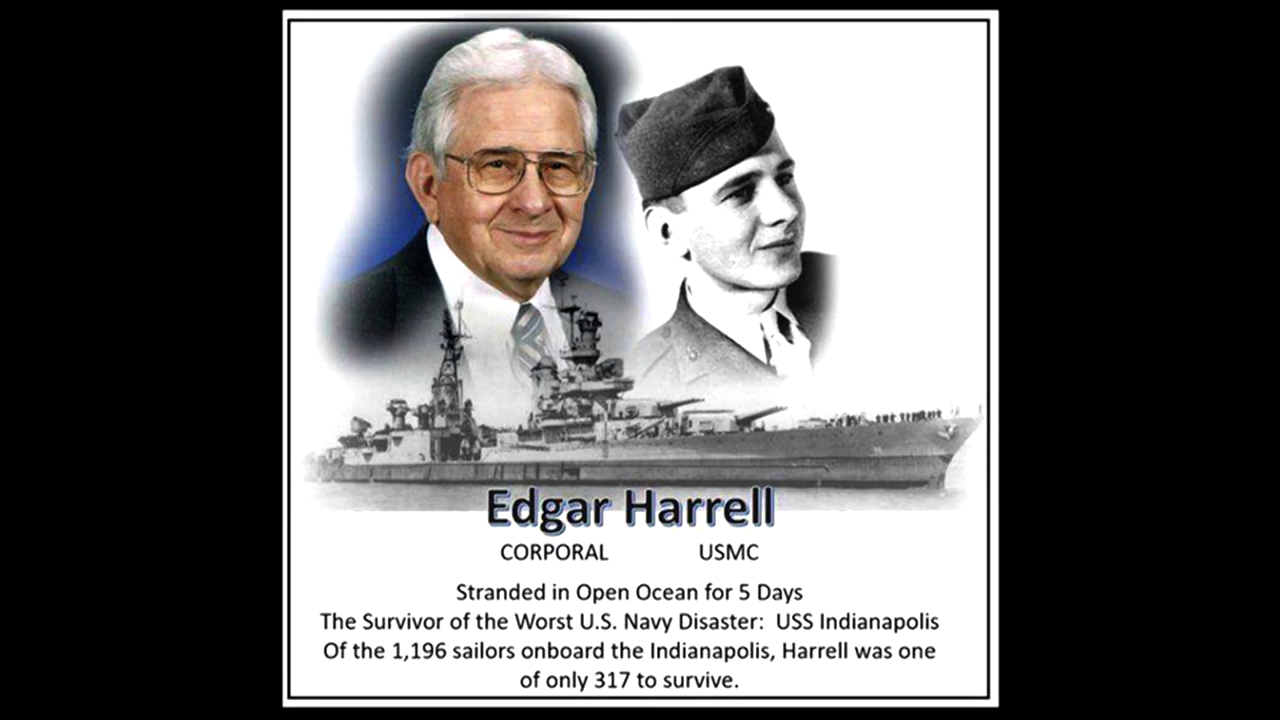 Edgar Harrell
CORPORAL USMC
Stranded in Open Ocean for 5 Days
The Survivor of the Worst U.S. Navy Disaster: USS Indianapolis
Of the 1,196 sailors onboard the Indianapolis, Harrell was one
of only 317 to survive.